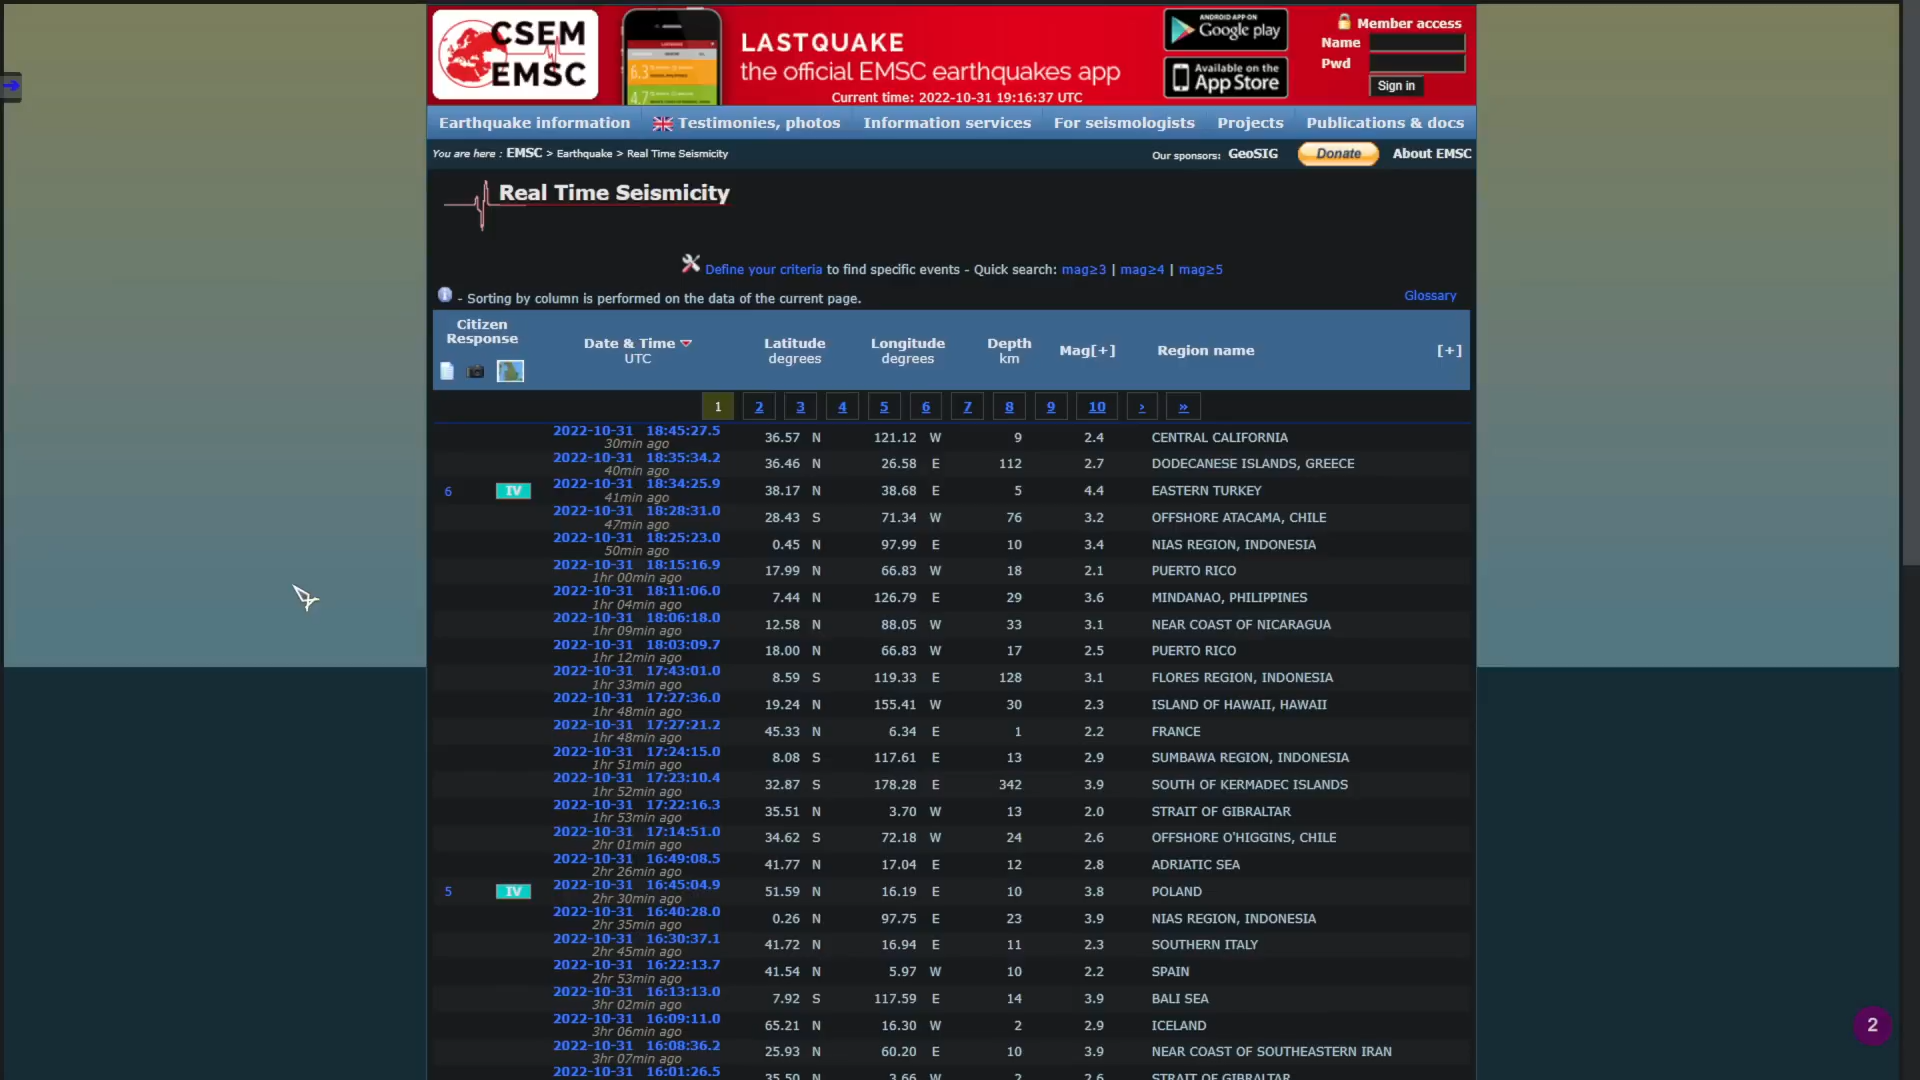 CSEM
EMSC
LASTQUAKE
the official EMSC earthquakes app
Current time: 2022-10-31 19:16:37 UTC
ANDROID APP ON
Google play
Available on the
App Store
Member access
Name
Pwd
Sign in
Earthquake information Testimonies, photos Information services For seismologists Projects Publications & docs
You are here : EMSC > Earthquake > Real Time Seismicity Our sponsors: GeoSIG Donate About EMSC
Real Time Seismicity
Define your criteria to find specific events - Quick search: mag≥3 | mag≥4 | mag≥5
- Sorting by column is performed on the data of the current page. Glossary
Citizen Response Date & Time UTC Latitude degrees Longitude degrees Depth km Mag[+] Region name [+]
1 2 3 4 5 6 7 8 9 10 › »
2022-10-31 18:45:27.5 30min ago 36.57 N 121.12 W 9 2.4 CENTRAL CALIFORNIA
2022-10-31 18:35:34.2 40min ago 36.46 N 26.58 E 112 2.7 DODECANESE ISLANDS, GREECE
6 IV 2022-10-31 18:34:25.9 41min ago 38.17 N 38.68 E 5 4.4 EASTERN TURKEY
2022-10-31 18:28:31.0 47min ago 28.43 S 71.34 W 76 3.2 OFFSHORE ATACAMA, CHILE
2022-10-31 18:25:23.0 50min ago 0.45 N 97.99 E 10 3.4 NIAS REGION, INDONESIA
2022-10-31 18:15:16.9 1hr 00min ago 17.99 N 66.83 W 18 2.1 PUERTO RICO
2022-10-31 18:11:06.0 1hr 04min ago 7.44 N 126.79 E 29 3.6 MINDANAO, PHILIPPINES
2022-10-31 18:06:18.0 1hr 09min ago 12.58 N 88.05 W 33 3.1 NEAR COAST OF NICARAGUA
2022-10-31 18:03:09.7 1hr 12min ago 18.00 N 66.83 W 17 2.5 PUERTO RICO
2022-10-31 17:43:01.0 1hr 33min ago 8.59 S 119.33 E 128 3.1 FLORES REGION, INDONESIA
2022-10-31 17:27:36.0 1hr 48min ago 19.24 N 155.41 W 30 2.3 ISLAND OF HAWAII, HAWAII
2022-10-31 17:27:21.2 1hr 48min ago 45.33 N 6.34 E 1 2.2 FRANCE
2022-10-31 17:24:15.0 1hr 51min ago 8.08 S 117.61 E 13 2.9 SUMBAWA REGION, INDONESIA
2022-10-31 17:23:10.4 1hr 52min ago 32.87 S 178.28 E 342 3.9 SOUTH OF KERMADEC ISLANDS
2022-10-31 17:22:16.3 1hr 53min ago 35.51 N 3.70 W 13 2.0 STRAIT OF GIBRALTAR
2022-10-31 17:14:51.0 2hr 01min ago 34.62 S 72.18 W 24 2.6 OFFSHORE O'HIGGINS, CHILE
2022-10-31 16:49:08.5 2hr 26min ago 41.77 N 17.04 E 12 2.8 ADRIATIC SEA
5 IV 2022-10-31 16:45:04.9 2hr 30min ago 51.59 N 16.19 E 10 3.8 POLAND
2022-10-31 16:40:28.0 2hr 35min ago 0.26 N 97.75 E 23 3.9 NIAS REGION, INDONESIA
2022-10-31 16:30:37.1 2hr 45min ago 41.72 N 16.94 E 11 2.3 SOUTHERN ITALY
2022-10-31 16:22:13.7 2hr 53min ago 41.54 N 5.97 W 10 2.2 SPAIN
2022-10-31 16:13:13.0 3hr 02min ago 7.92 S 117.59 E 14 3.9 BALI SEA
2022-10-31 16:09:11.0 3hr 06min ago 65.21 N 16.30 W 2 2.9 ICELAND
2022-10-31 16:08:36.2 3hr 07min ago 25.93 N 60.20 E 10 3.9 NEAR COAST OF SOUTHEASTERN IRAN
2022-10-31 16:01:26.5 35.50 N 3.66 W 2 2.6 STRAIT OF GIBRALTAR
2